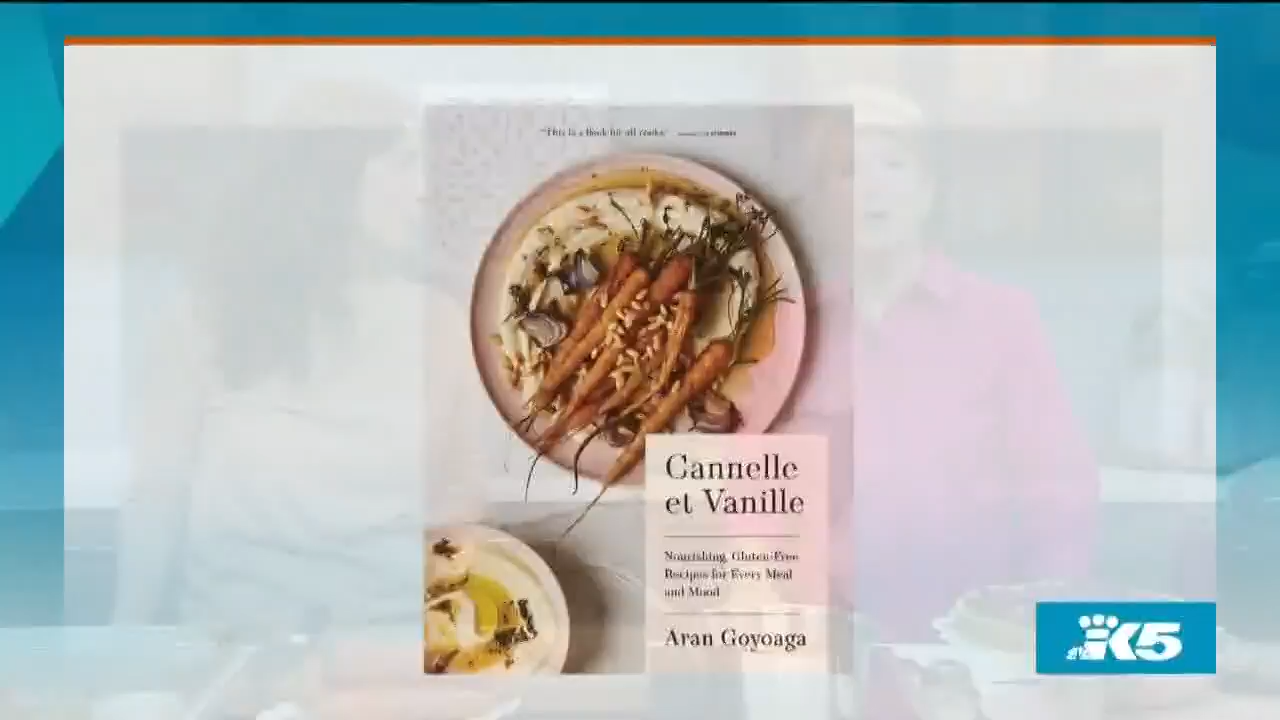 "This is a book for all cooks."
Cannelle
et Vanille
Nourishing, Gluten-Free
Recipes for Every Meal
and Mood
Aran Goyoaga
K5